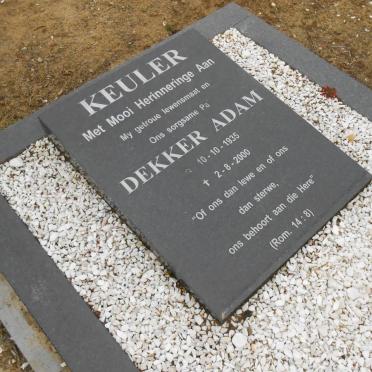 KEULER
Met Mooi Herinneringe Aan
My getroue lewensmaat en
Ons sorgsame Pa
DEKKER ADAM
10-10-1935
✝ 2-8-2000
"Of ons dan lewe en of ons
dan sterwe,
ons behoort aan die Here"
(Rom. 14:8)